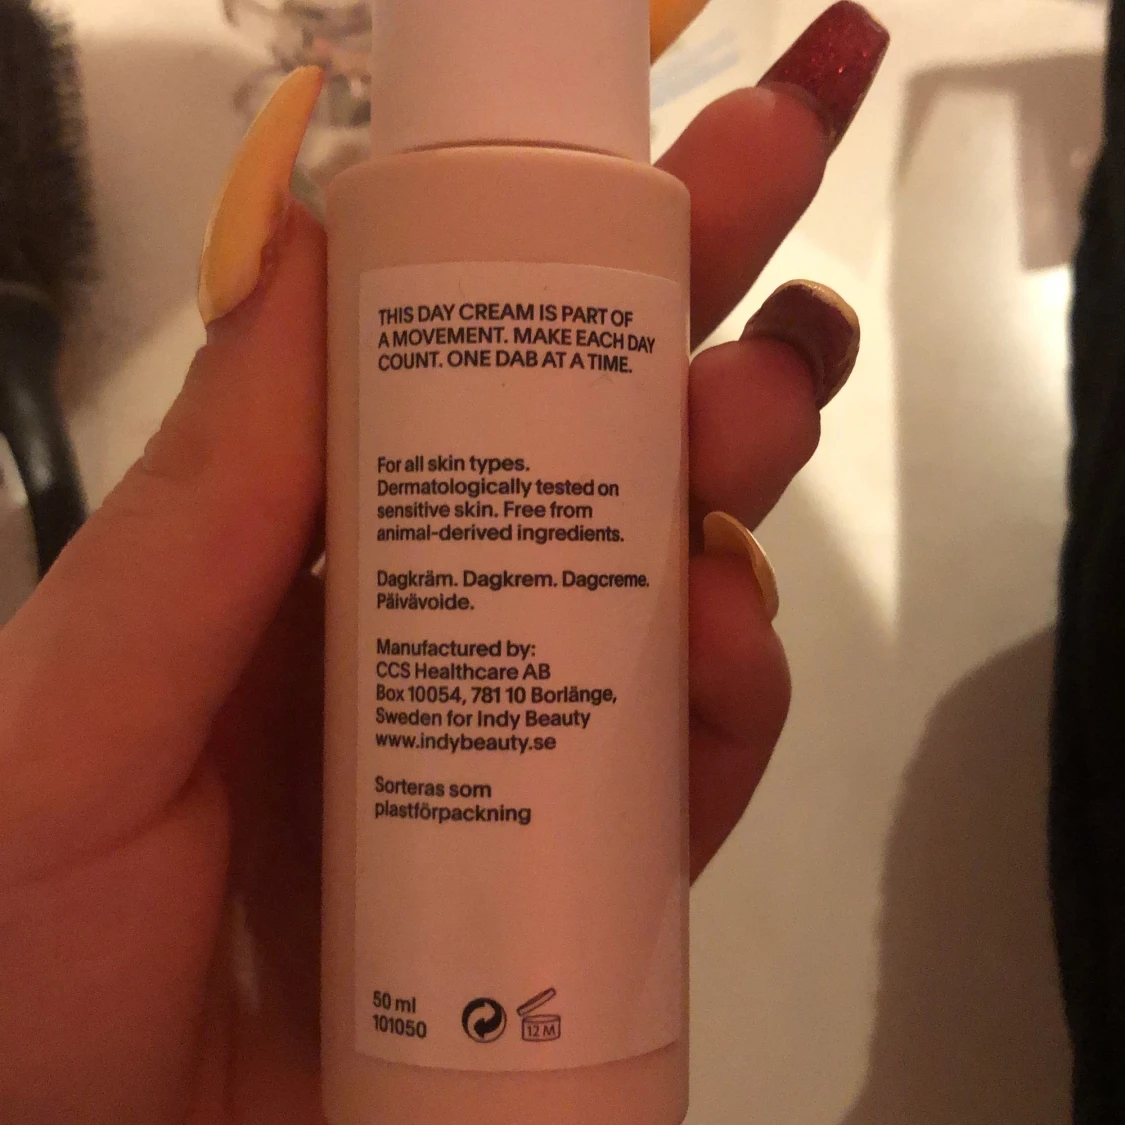 THIS DAY CREAM IS PART OF
A MOVEMENT. MAKE EACH DAY
COUNT. ONE DAB AT A TIME.
For all skin types.
Dermatologically tested on
sensitive skin. Free from
animal-derived ingredients.
Dagkräm. Dagkrem. Dagcreme.
Päivävoide.
Manufactured by:
CCS Healthcare AB
Box 10054, 781 10 Borlänge,
Sweden for Indy Beauty
www.indybeauty.se
Sorteras som
plastförpackning
50 ml
101050
12 M